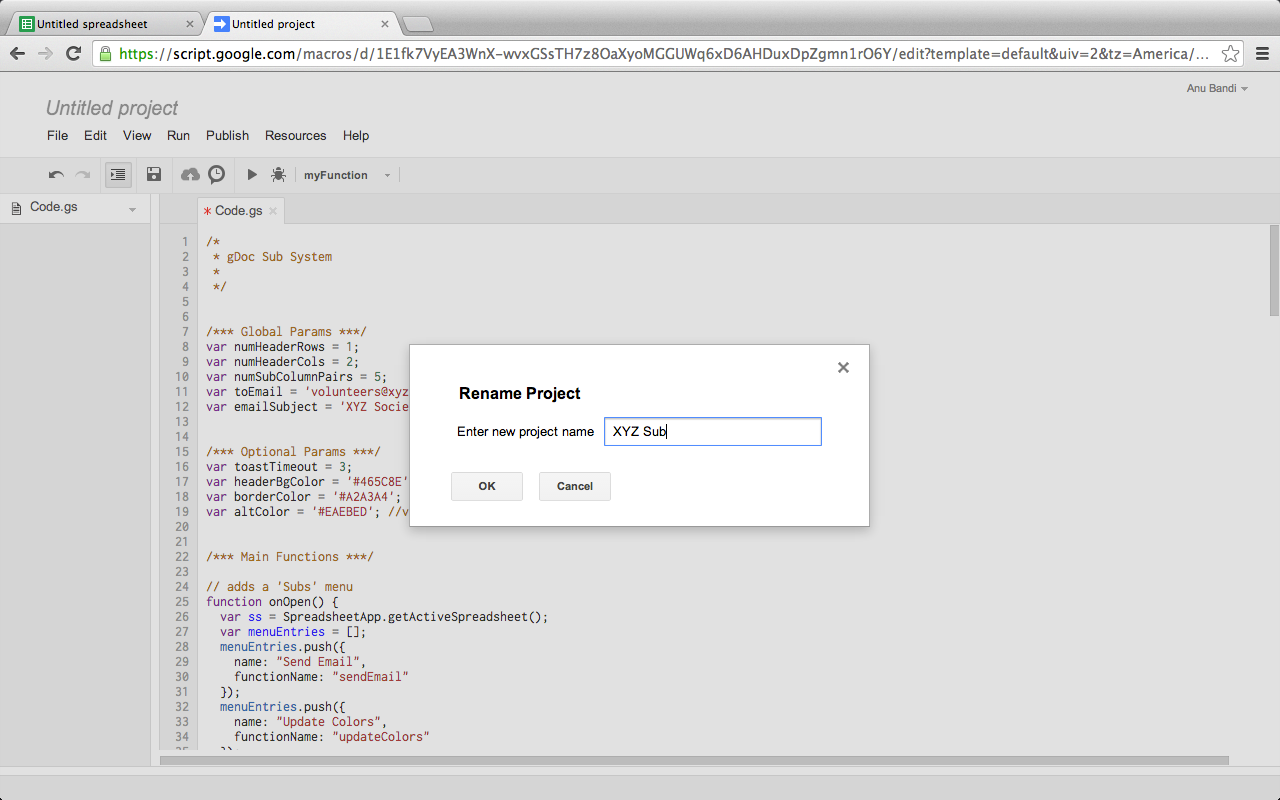 Untitled spreadsheet
Untitled project
https://script.google.com/macros/d/1E1fk7VyEA3WnX-wvxGSsTH7z8OaXyoMGGUWq6xD6AHDuxDpZgmn1rO6Y/edit?template=default&uiv=2&tz=America/...
Anu Bandi
Untitled project
File Edit View Run Publish Resources Help
myFunction
Code.gs
* Code.gs
1 /*
2 * gDoc Sub System
3 *
4 */
5
6
7 /*** Global Params ***/
8 var numHeaderRows = 1;
9 var numHeaderCols = 2;
10 var numSubColumnPairs = 5;
11 var toEmail = 'volunteers@xyz
12 var emailSubject = 'XYZ Socie
13
14
15 /*** Optional Params ***/
16 var toastTimeout = 3;
17 var headerBgColor = '#465C8E'
18 var borderColor = '#A2A3A4';
19 var altColor = '#EAEBED'; //v
20
21
22 /*** Main Functions ***/
23
24 // adds a 'Subs' menu
25 function onOpen() {
26 var ss = SpreadsheetApp.getActiveSpreadsheet();
27 var menuEntries = [];
28 menuEntries.push({
29 name: "Send Email",
30 functionName: "sendEmail"
31 });
32 menuEntries.push({
33 name: "Update Colors",
34 functionName: "updateColors"
35 });
Rename Project
Enter new project name XYZ Sub
OK Cancel